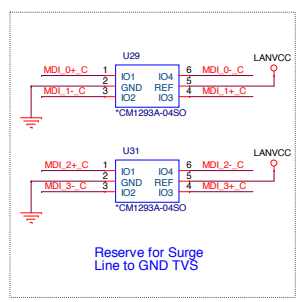 U29
LANVCC
MDI_0+_C 1 IO1 IO4 6 MDI_0-_C
2 GND REF 5
MDI_1-_C 3 IO2 IO3 4 MDI_1+_C
*CM1293A-04SO
U31
LANVCC
MDI_2+_C 1 IO1 IO4 6 MDI_2-_C
2 GND REF 5
MDI_3-_C 3 IO2 IO3 4 MDI_3+_C
*CM1293A-04SO
Reserve for Surge
Line to GND TVS